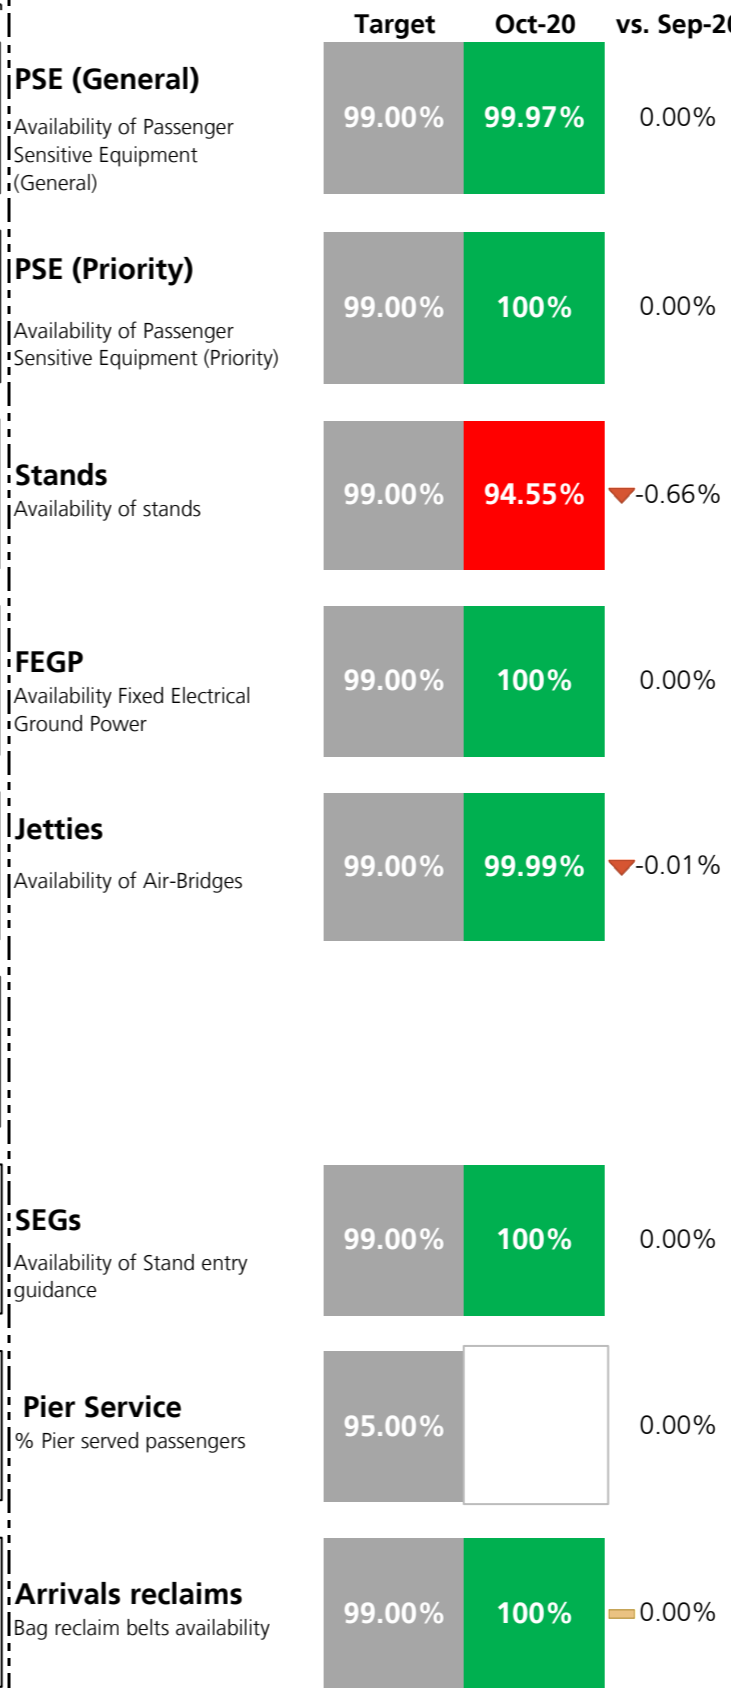 Target Oct-20 vs. Sep-20
PSE (General)
Availability of Passenger
Sensitive Equipment
(General)
99.00% 99.97% 0.00%
PSE (Priority)
Availability of Passenger
Sensitive Equipment (Priority)
99.00% 100% 0.00%
Stands
Availability of stands
99.00% 94.55% -0.66%
FEGP
Availability Fixed Electrical
Ground Power
99.00% 100% 0.00%
Jetties
Availability of Air-Bridges
99.00% 99.99% -0.01%
SEGs
Availability of Stand entry
guidance
99.00% 100% 0.00%
Pier Service
% Pier served passengers
95.00% 0.00%
Arrivals reclaims
Bag reclaim belts availability
99.00% 100% 0.00%